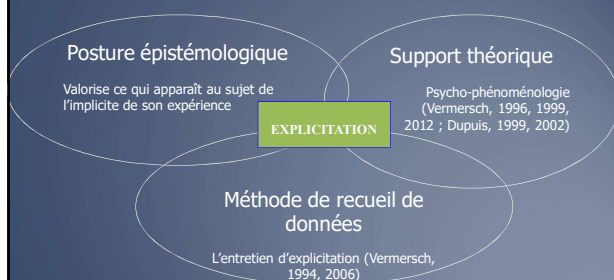 Posture épistémologique
Valorise ce qui apparaît au sujet de
l'implicite de son expérience
Support théorique
Psycho-phénoménologie
(Vermersch, 1996, 1999,
2012 ; Dupuis, 1999, 2002)
EXPLICITATION
Méthode de recueil de
données
L'entretien d'explicitation (Vermersch,
1994, 2006)